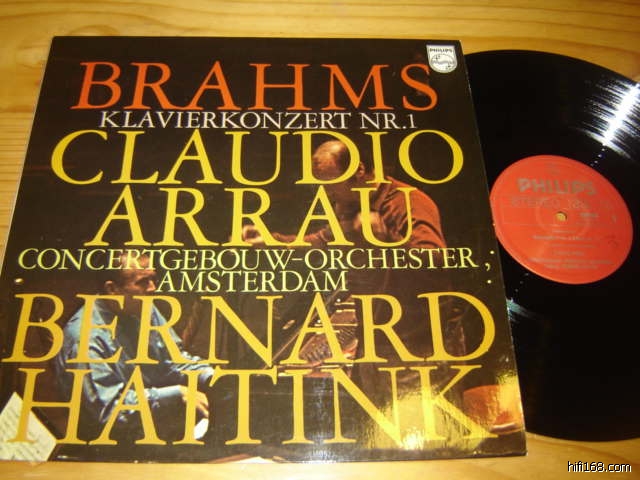 PHILIPS
BRAHMS
KLAVIERKONZERT NR.1
CLAUDIO
ARRAU
CONCERTGEBOUW-ORCHESTER,
AMSTERDAM
BERNARD
HAITINK
PHILIPS
STEREO
hifi168.com